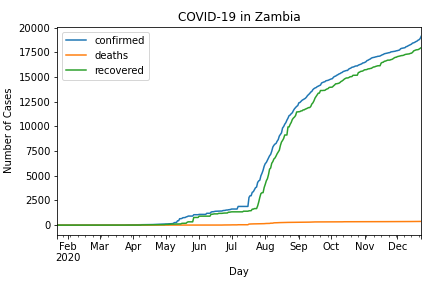 COVID-19 in Zambia
20000
17500
15000
12500
10000
7500
5000
2500
0
Number of Cases
confirmed
deaths
recovered
Feb Mar Apr May Jun Jul Aug Sep Oct Nov Dec
2020
Day